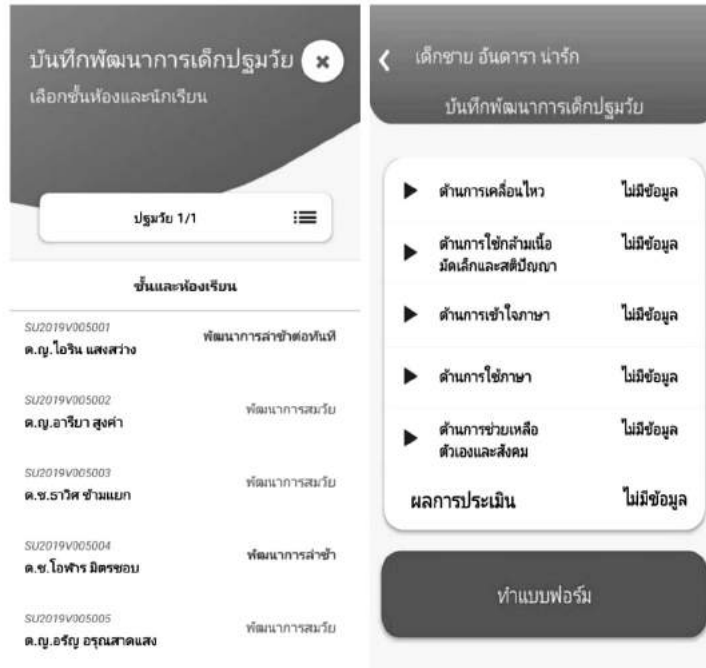 บันทึกพัฒนาการเด็กปฐมวัย
เลือกชั้นห้องและนักเรียน
ปฐมวัย 1/1
ชั้นและห้องเรียน
SU2019V005001
ด.ญ.ไอริน แสงสว่าง
พัฒนาการล่าช้าต่อทันที
SU2019V005002
ด.ญ.อารียา สูงค่า
พัฒนาการสมวัย
SU2019V005003
ด.ช.ธาวิศ ข้ามแยก
พัฒนาการสมวัย
SU2019V005004
ด.ช.โอฬาร มิตรชอบ
พัฒนาการล่าช้า
SU2019V005005
ด.ญ.อรัญ อรุณสาดแสง
พัฒนาการสมวัย
เด็กชาย อันดารา น่ารัก
บันทึกพัฒนาการเด็กปฐมวัย
ด้านการเคลื่อนไหว
ไม่มีข้อมูล
ด้านการใช้กล้ามเนื้อ
มัดเล็กและสติปัญญา
ไม่มีข้อมูล
ด้านการเข้าใจภาษา
ไม่มีข้อมูล
ด้านการใช้ภาษา
ไม่มีข้อมูล
ด้านการช่วยเหลือ
ตัวเองและสังคม
ไม่มีข้อมูล
ผลการประเมิน
ไม่มีข้อมูล
ทำแบบฟอร์ม